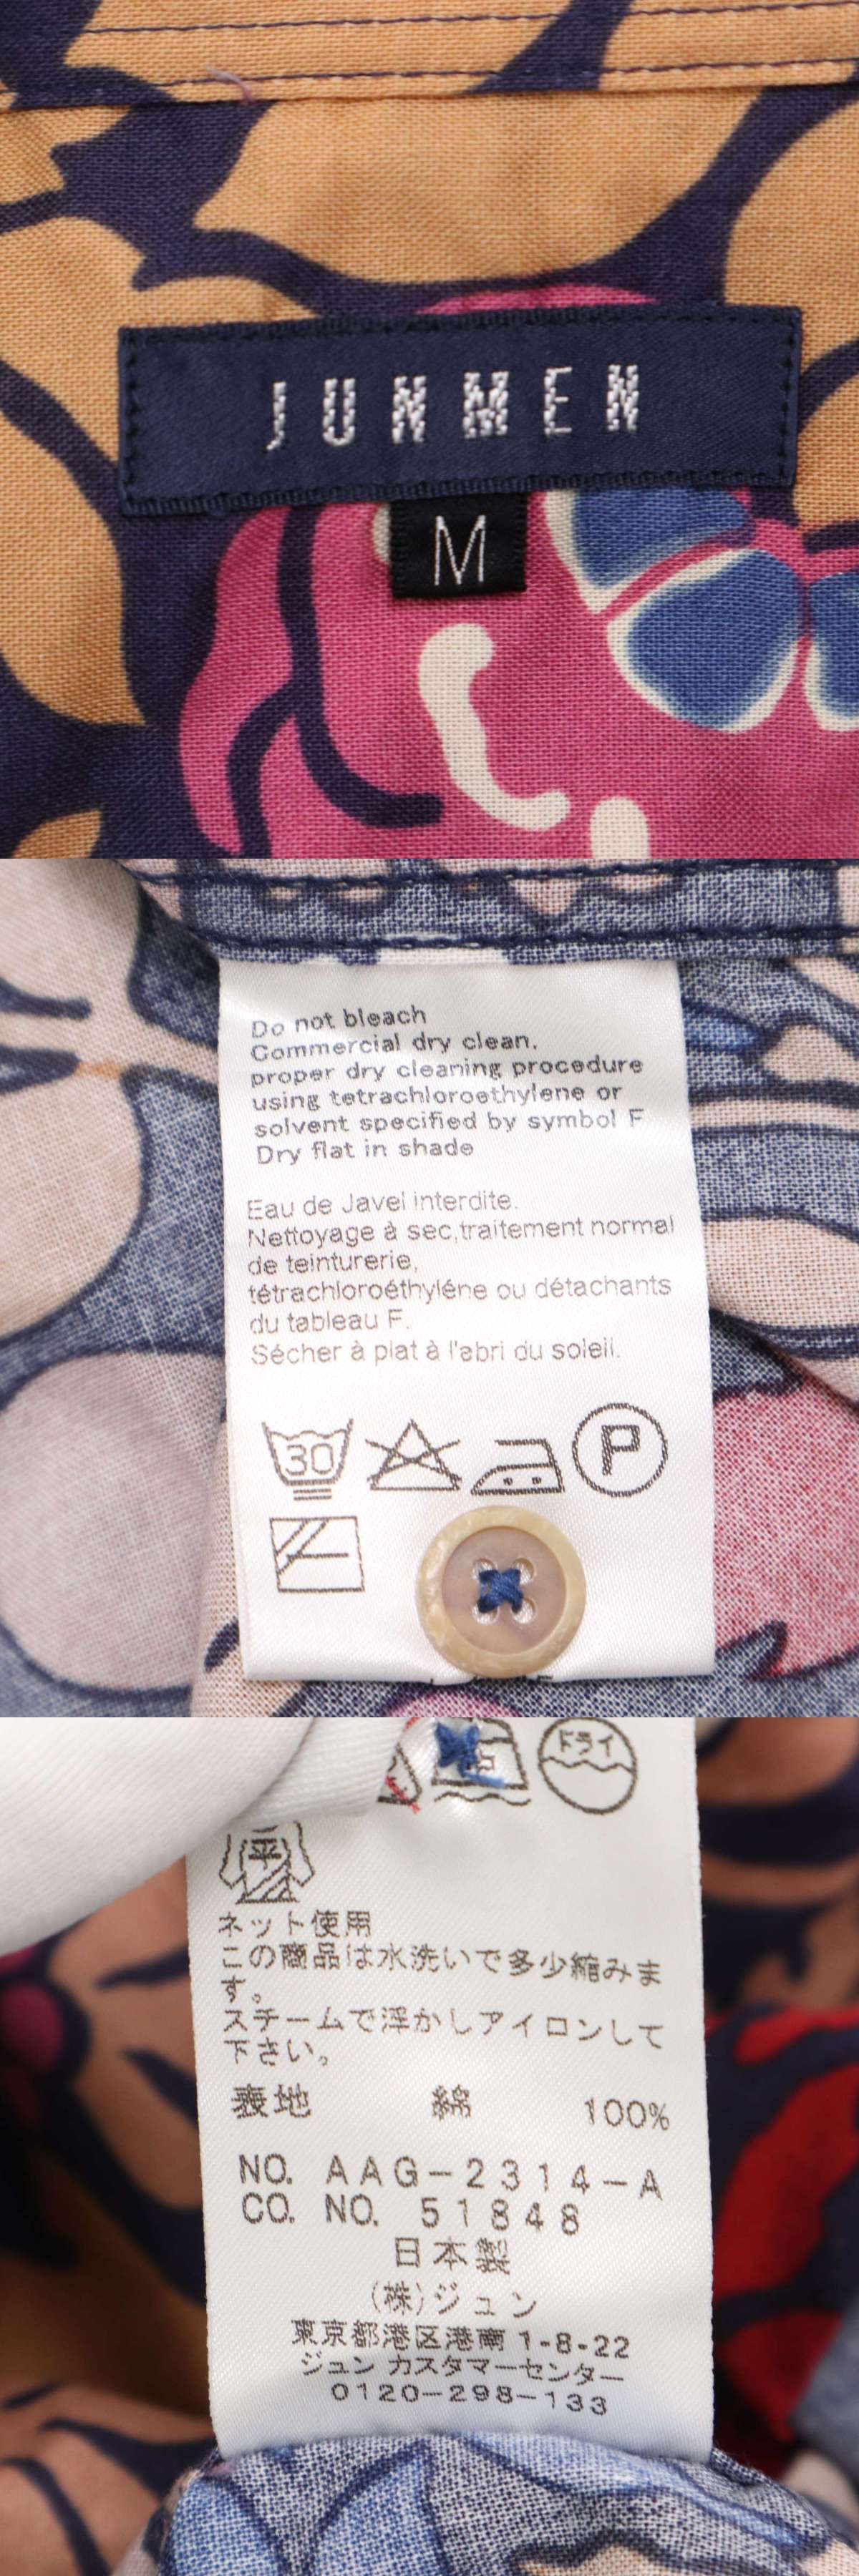 JUNMEN
M
Do not bleach
Commercial dry clean.
proper dry cleaning procedure
using tetrachloroethylene or
solvent specified by symbol F
Dry flat in shade
Eau de Javel interdite.
Nettoyage à sec,traitement normal
de teinturerie,
tétrachloroéthyléne ou détachants
du tableau F.
Sécher à plat à l'abri du soleil.
30
P
ドライ
平
ネット使用
この商品は水洗いで多少縮みま
す。
スチームで浮かしアイロンして
下さい。
表地 綿 100%
NO. AAG-2314-A
CO. NO. 51848
日本製
(株)ジュン
東京都港区港南 1-8-22
ジュン カスタマーセンター
0120-298-133